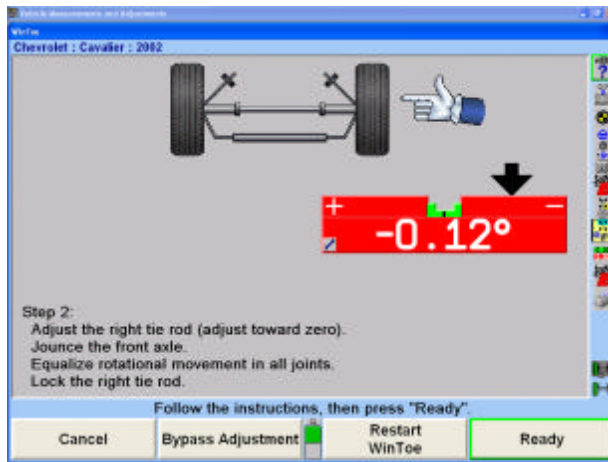 Vehicle Measurements and Adjustments
WinToe
Chevrolet : Cavalier : 2002
+ −
-0.12°
Step 2:
Adjust the right tie rod (adjust toward zero).
Jounce the front axle.
Equalize rotational movement in all joints.
Lock the right tie rod.
Follow the instructions, then press "Ready".
Cancel
Bypass Adjustment
Restart
WinToe
Ready